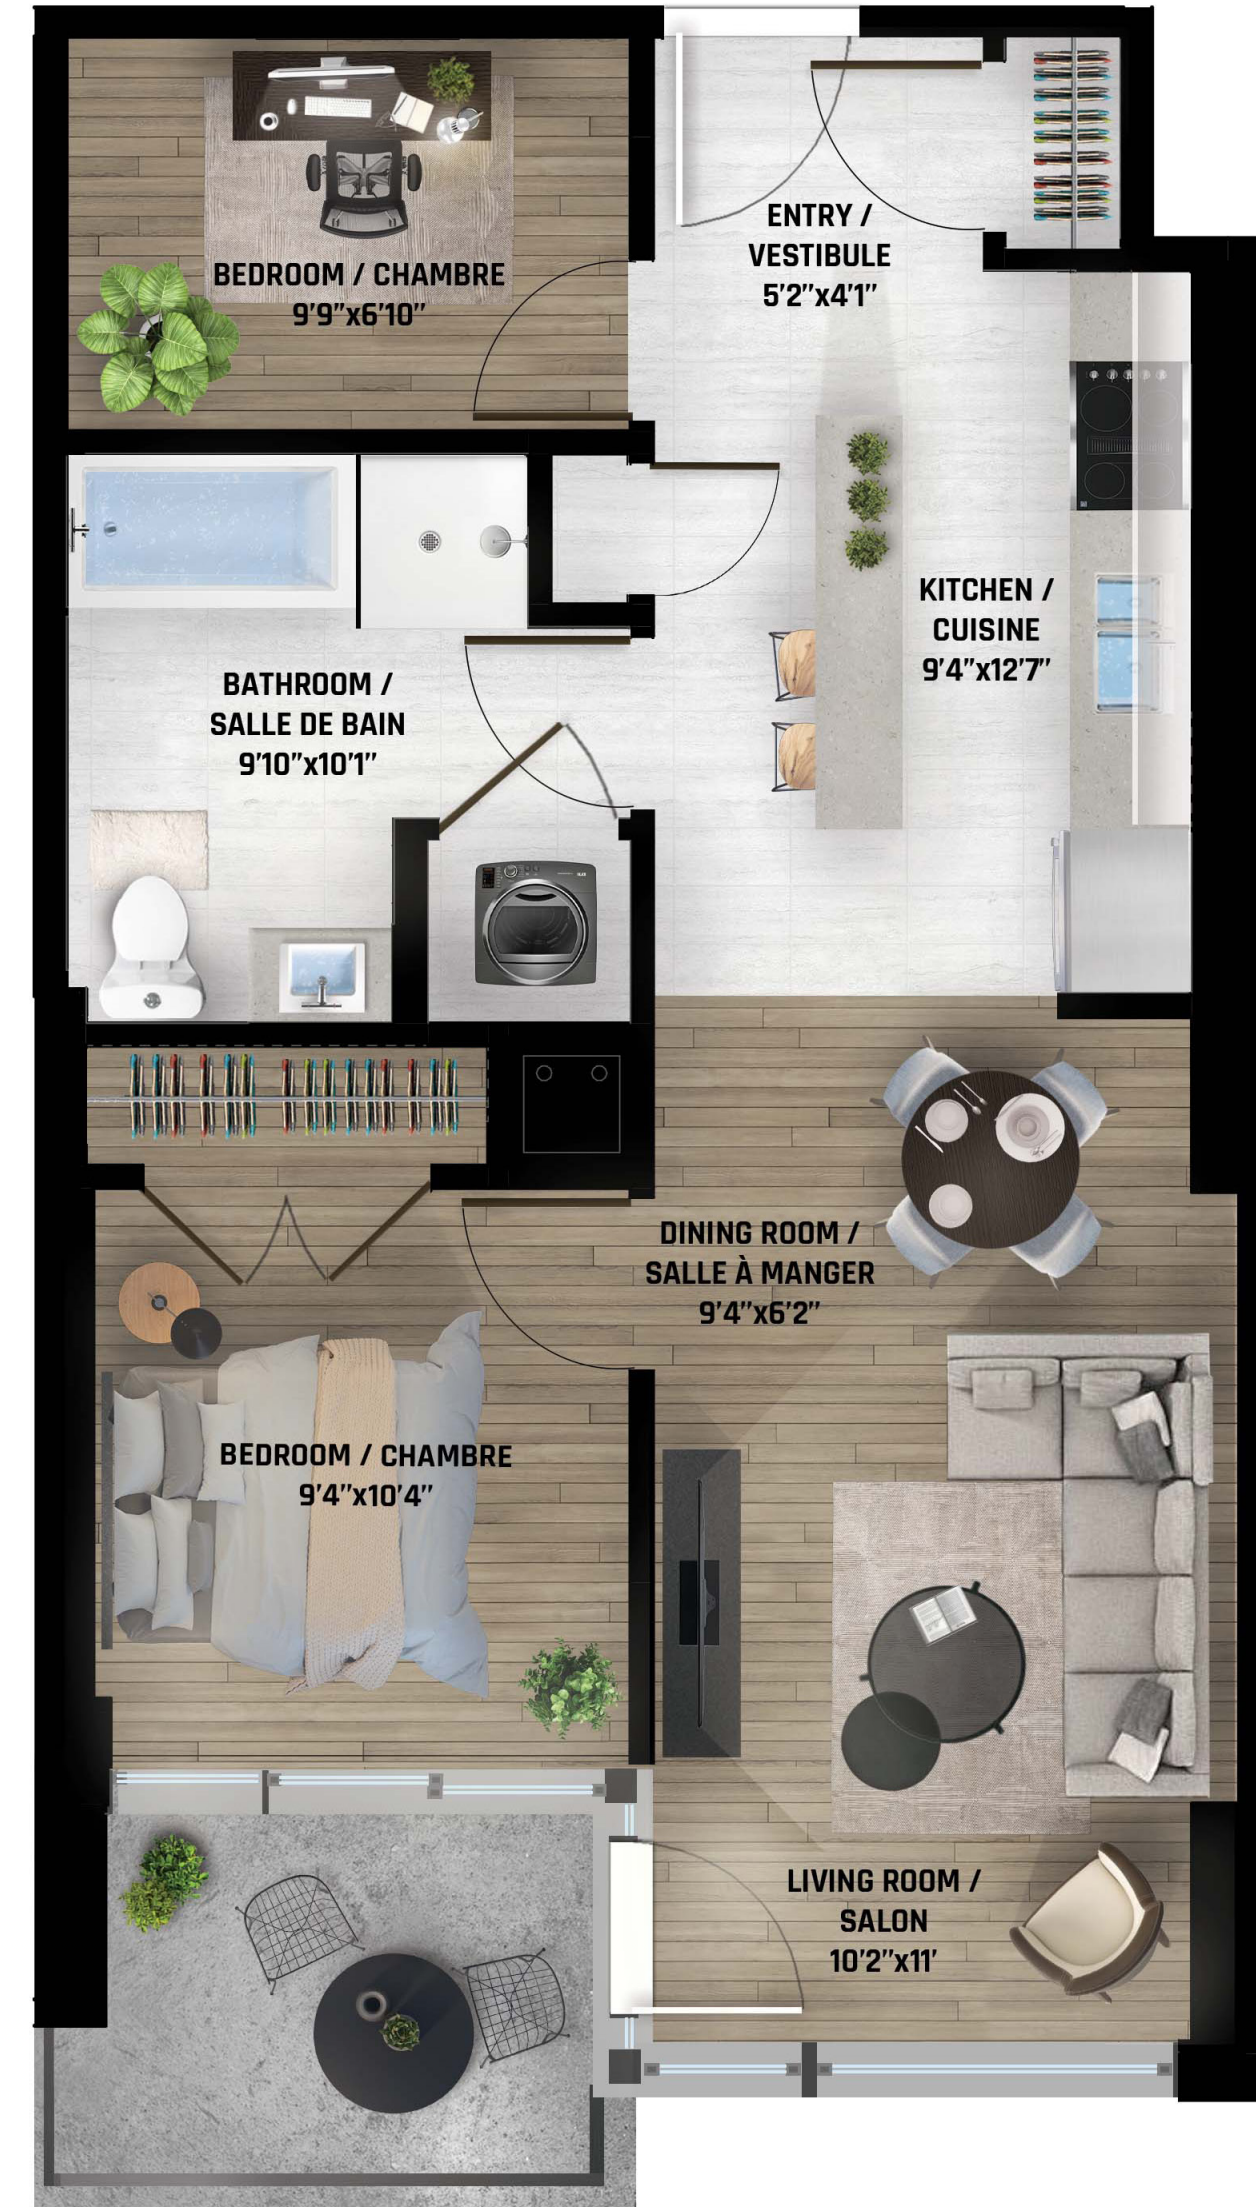 BEDROOM / CHAMBRE
9'9"x6'10"
ENTRY /
VESTIBULE
5'2"x4'1"
KITCHEN /
CUISINE
9'4"x12'7"
BATHROOM /
SALLE DE BAIN
9'10"x10'1"
DINING ROOM /
SALLE À MANGER
9'4"x6'2"
BEDROOM / CHAMBRE
9'4"x10'4"
LIVING ROOM /
SALON
10'2"x11'